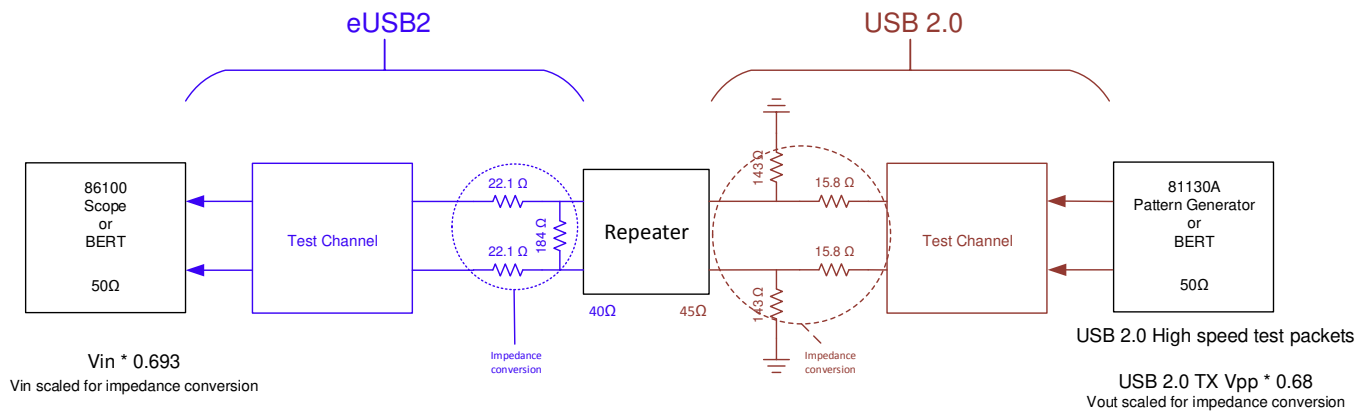 eUSB2
USB 2.0
86100
Scope
or
BERT
50Ω
Test Channel
22.1 Ω
22.1 Ω
184 Ω
Repeater
40Ω
45Ω
143 Ω
143 Ω
15.8 Ω
15.8 Ω
Test Channel
81130A
Pattern Generator
or
BERT
50Ω
Impedance
conversion
Impedance
conversion
Vin * 0.693
Vin scaled for impedance conversion
USB 2.0 High speed test packets
USB 2.0 TX Vpp * 0.68
Vout scaled for impedance conversion